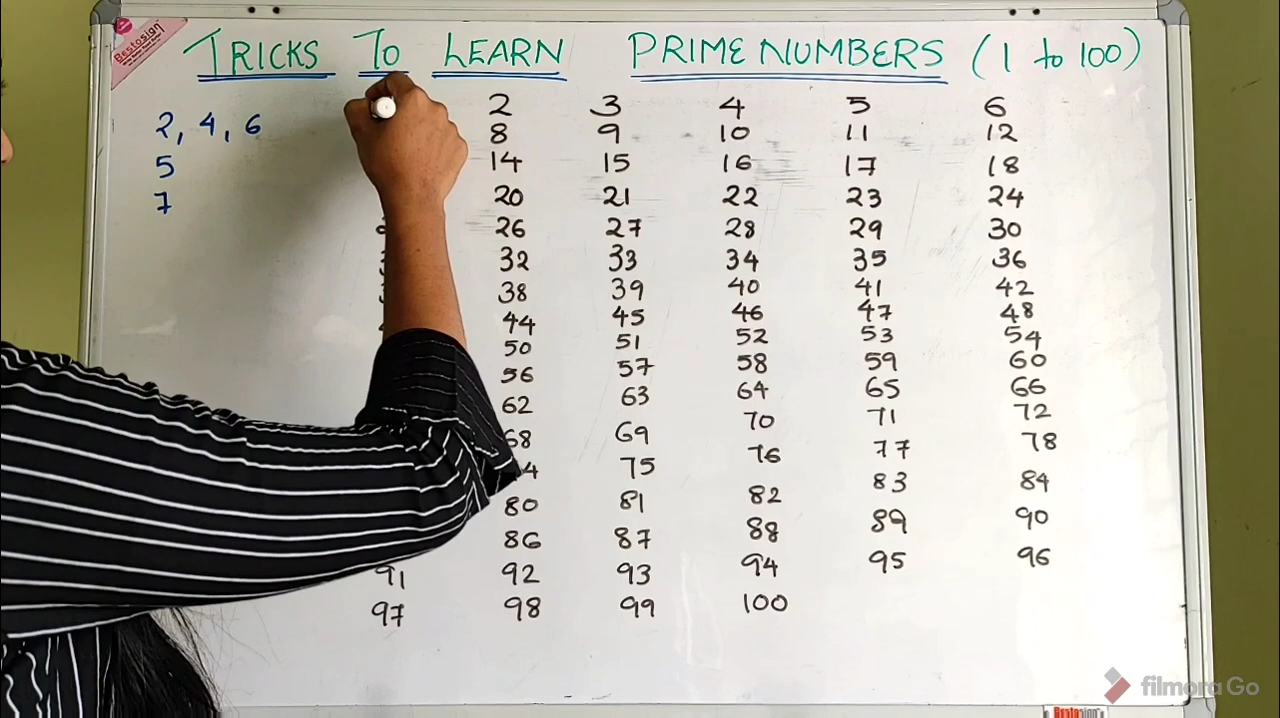 TRICKS TO LEARN PRIME NUMBERS (1 to 100)
Bestosign
2, 4, 6
5
7
2 3 4 5 6
8 9 10 11 12
14 15 16 17 18
20 21 22 23 24
26 27 28 29 30
32 33 34 35 36
38 39 40 41 42
44 45 46 47 48
50 51 52 53 54
56 57 58 59 60
62 63 64 65 66
68 69 70 71 72
75 76 77 78
80 81 82 83 84
86 87 88 89 90
91 92 93 94 95 96
97 98 99 100
filmora Go
Bestosign